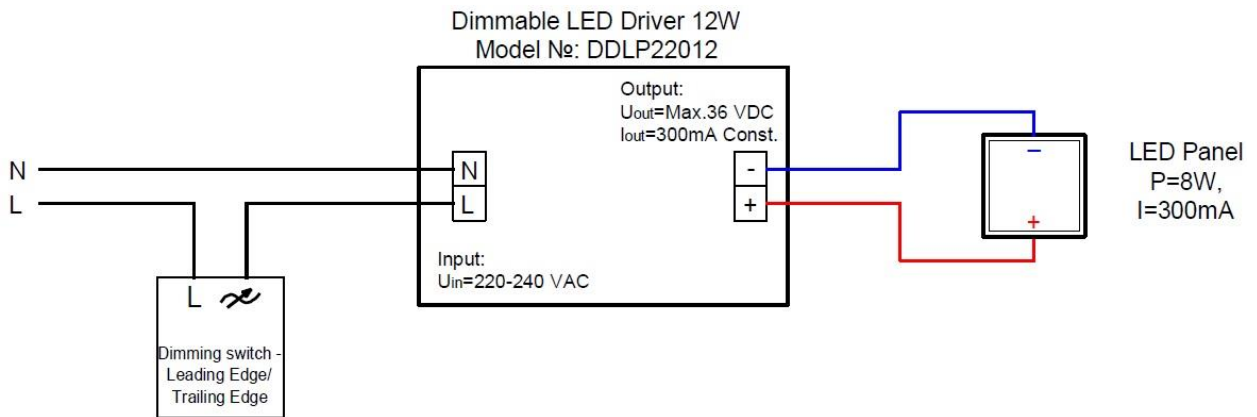 Dimmable LED Driver 12W
Model №: DDLP22012
Output:
Uout=Max.36 VDC
Iout=300mA Const.
N
L
N
L
-
+
Input:
Uin=220-240 VAC
−
+
LED Panel
P=8W,
I=300mA
L
Dimming switch -
Leading Edge/
Trailing Edge